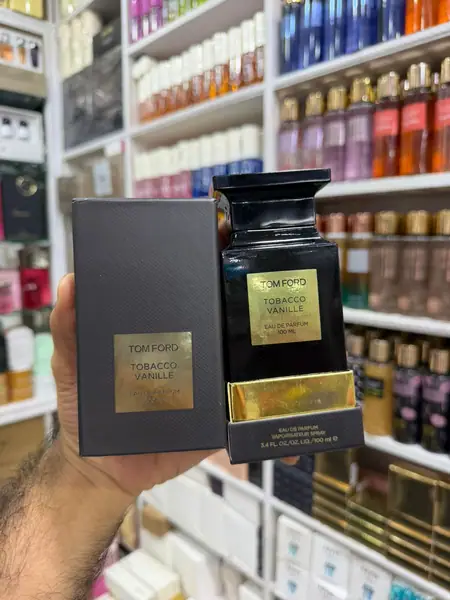 TOM FORD
TOBACCO
VANILLE
TOM FORD
TOBACCO
VANILLE
EAU DE PARFUM
100 ML
EAU DE PARFUM
VAPORISATEUR SPRAY
3.4 FL. OZ./OZ. LIQ./100 ml ℮